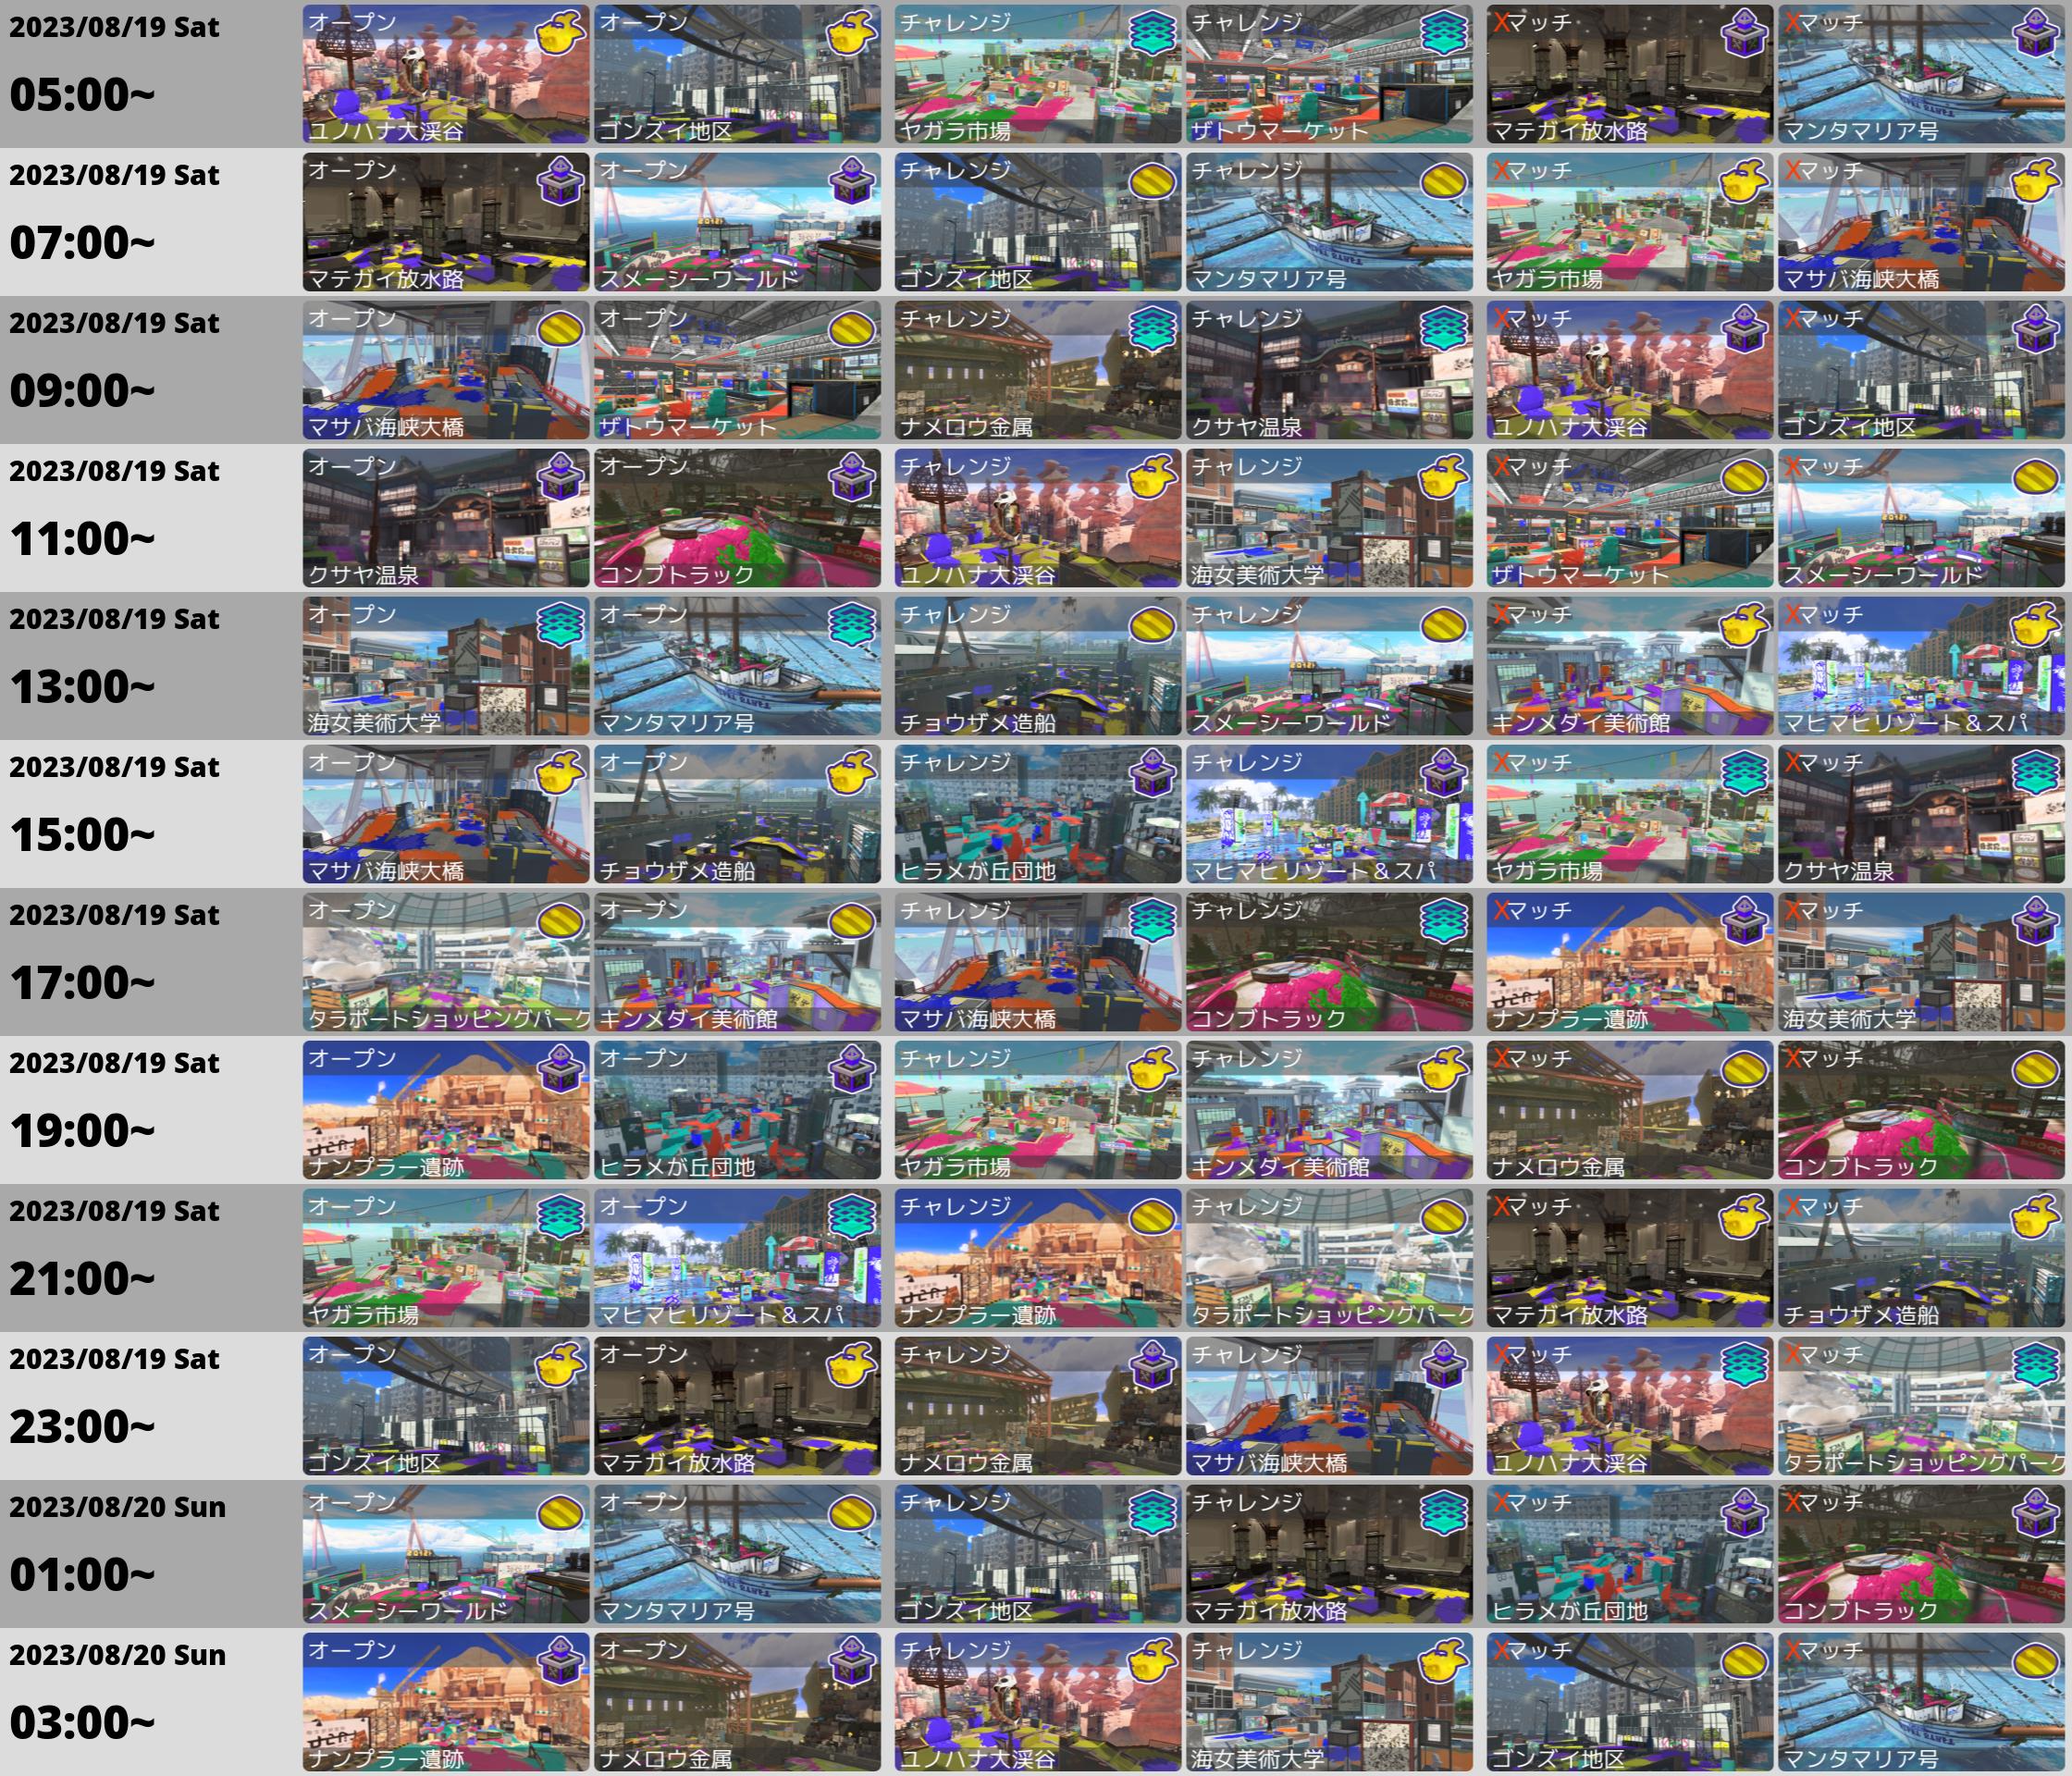 2023/08/19 Sat
05:00~
オープン オープン チャレンジ チャレンジ Xマッチ Xマッチ
ユノハナ大渓谷 ゴンズイ地区 ヤガラ市場 ザトウマーケット マテガイ放水路 マンタマリア号
2023/08/19 Sat
07:00~
オープン オープン チャレンジ チャレンジ Xマッチ Xマッチ
マテガイ放水路 スメーシーワールド ゴンズイ地区 マンタマリア号 ヤガラ市場 マサバ海峡大橋
2023/08/19 Sat
09:00~
オープン オープン チャレンジ チャレンジ Xマッチ Xマッチ
マサバ海峡大橋 ザトウマーケット ナメロウ金属 クサヤ温泉 ユノハナ大渓谷 ゴンズイ地区
2023/08/19 Sat
11:00~
オープン オープン チャレンジ チャレンジ Xマッチ Xマッチ
クサヤ温泉 コンブトラック ユノハナ大渓谷 海女美術大学 ザトウマーケット スメーシーワールド
2023/08/19 Sat
13:00~
オープン オープン チャレンジ チャレンジ Xマッチ Xマッチ
海女美術大学 マンタマリア号 チョウザメ造船 スメーシーワールド キンメダイ美術館 マヒマヒリゾート&スパ
2023/08/19 Sat
15:00~
オープン オープン チャレンジ チャレンジ Xマッチ Xマッチ
マサバ海峡大橋 チョウザメ造船 ヒラメが丘団地 マヒマヒリゾート&スパ ヤガラ市場 クサヤ温泉
2023/08/19 Sat
17:00~
オープン オープン チャレンジ チャレンジ Xマッチ Xマッチ
タラポートショッピングパーク キンメダイ美術館 マサバ海峡大橋 コンブトラック ナンプラー遺跡 海女美術大学
2023/08/19 Sat
19:00~
オープン オープン チャレンジ チャレンジ Xマッチ Xマッチ
ナンプラー遺跡 ヒラメが丘団地 ヤガラ市場 キンメダイ美術館 ナメロウ金属 コンブトラック
2023/08/19 Sat
21:00~
オープン オープン チャレンジ チャレンジ Xマッチ Xマッチ
ヤガラ市場 マヒマヒリゾート&スパ ナンプラー遺跡 タラポートショッピングパーク マテガイ放水路 チョウザメ造船
2023/08/19 Sat
23:00~
オープン オープン チャレンジ チャレンジ Xマッチ Xマッチ
ゴンズイ地区 マテガイ放水路 ナメロウ金属 マサバ海峡大橋 ユノハナ大渓谷 タラポートショッピングパーク
2023/08/20 Sun
01:00~
オープン オープン チャレンジ チャレンジ Xマッチ Xマッチ
スメーシーワールド マンタマリア号 ゴンズイ地区 マテガイ放水路 ヒラメが丘団地 コンブトラック
2023/08/20 Sun
03:00~
オープン オープン チャレンジ チャレンジ Xマッチ Xマッチ
ナンプラー遺跡 ナメロウ金属 ユノハナ大渓谷 海女美術大学 ゴンズイ地区 マンタマリア号